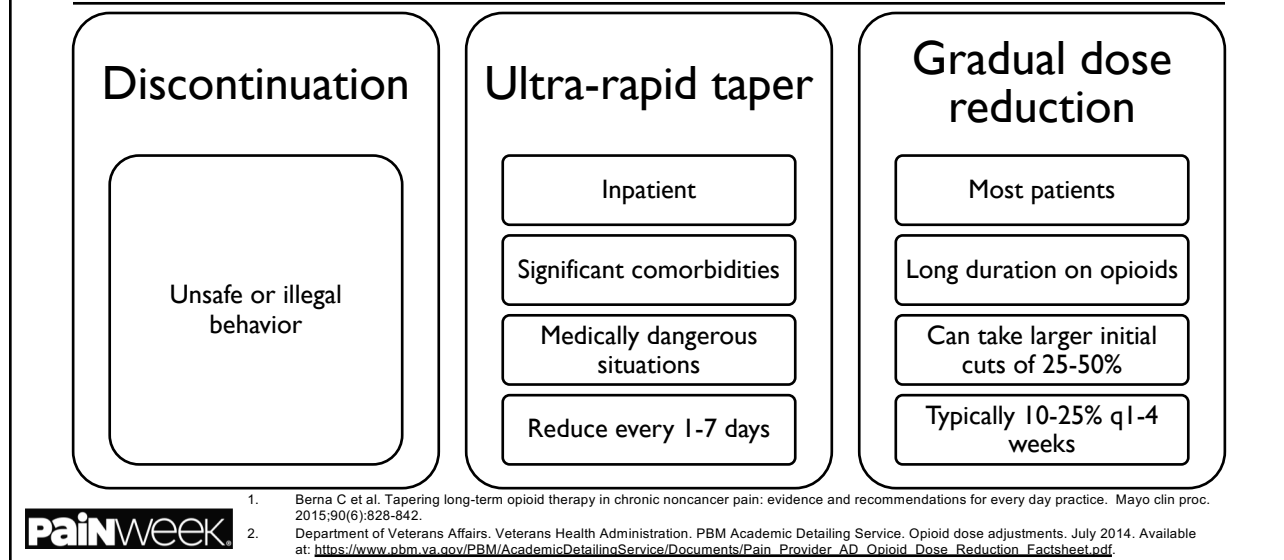 Discontinuation
Unsafe or illegal
behavior
Ultra-rapid taper
Inpatient
Significant comorbidities
Medically dangerous
situations
Reduce every 1-7 days
Gradual dose
reduction
Most patients
Long duration on opioids
Can take larger initial
cuts of 25-50%
Typically 10-25% q1-4
weeks
PaiNWeeK.
1. Berna C et al. Tapering long-term opioid therapy in chronic noncancer pain: evidence and recommendations for every day practice. Mayo clin proc.
2015;90(6):828-842.
2. Department of Veterans Affairs. Veterans Health Administration. PBM Academic Detailing Service. Opioid dose adjustments. July 2014. Available
at: https://www.pbm.va.gov/PBM/AcademicDetailingService/Documents/Pain_Provider_AD_Opioid_Dose_Reduction_Factsheet.pdf.